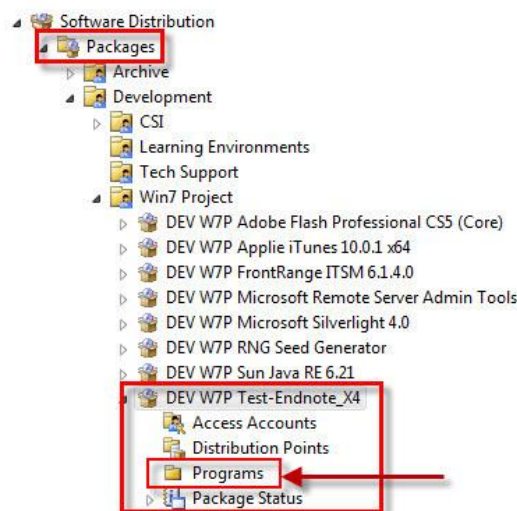 Software Distribution
Packages
Archive
Development
CSI
Learning Environments
Tech Support
Win7 Project
DEV W7P Adobe Flash Professional CS5 (Core)
DEV W7P Applie iTunes 10.0.1 x64
DEV W7P FrontRange ITSM 6.1.4.0
DEV W7P Microsoft Remote Server Admin Tools
DEV W7P Microsoft Silverlight 4.0
DEV W7P RNG Seed Generator
DEV W7P Sun Java RE 6.21
DEV W7P Test-Endnote_X4
Access Accounts
Distribution Points
Programs
Package Status